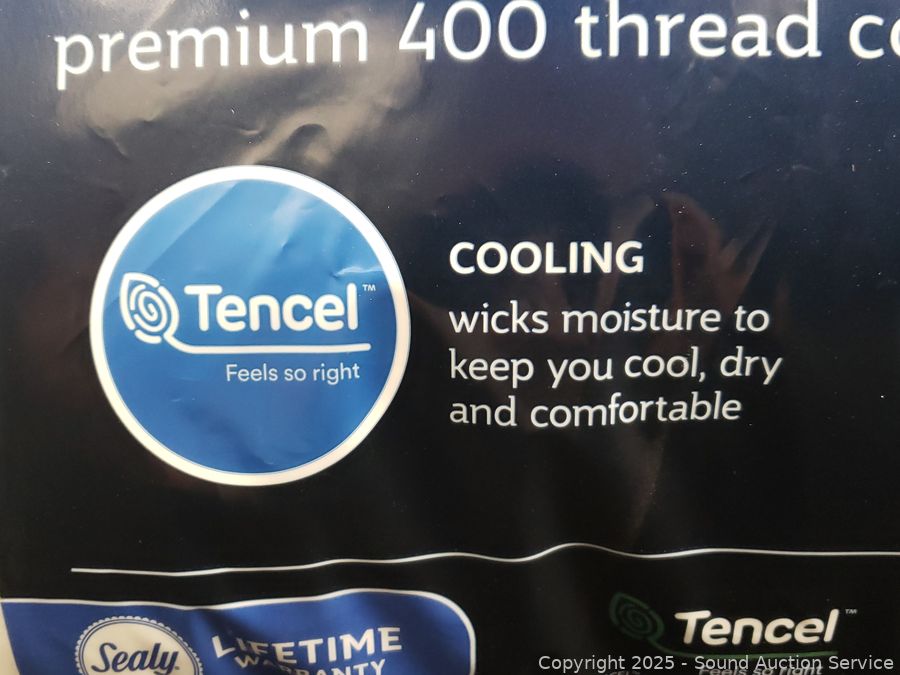 premium 400 thread
Tencel™
Feels so right
COOLING
wicks moisture to
keep you cool, dry
and comfortable
Sealy
LIFETIME
WARRANTY
Tencel™
Feels so right
Copyright 2025 - Sound Auction Service